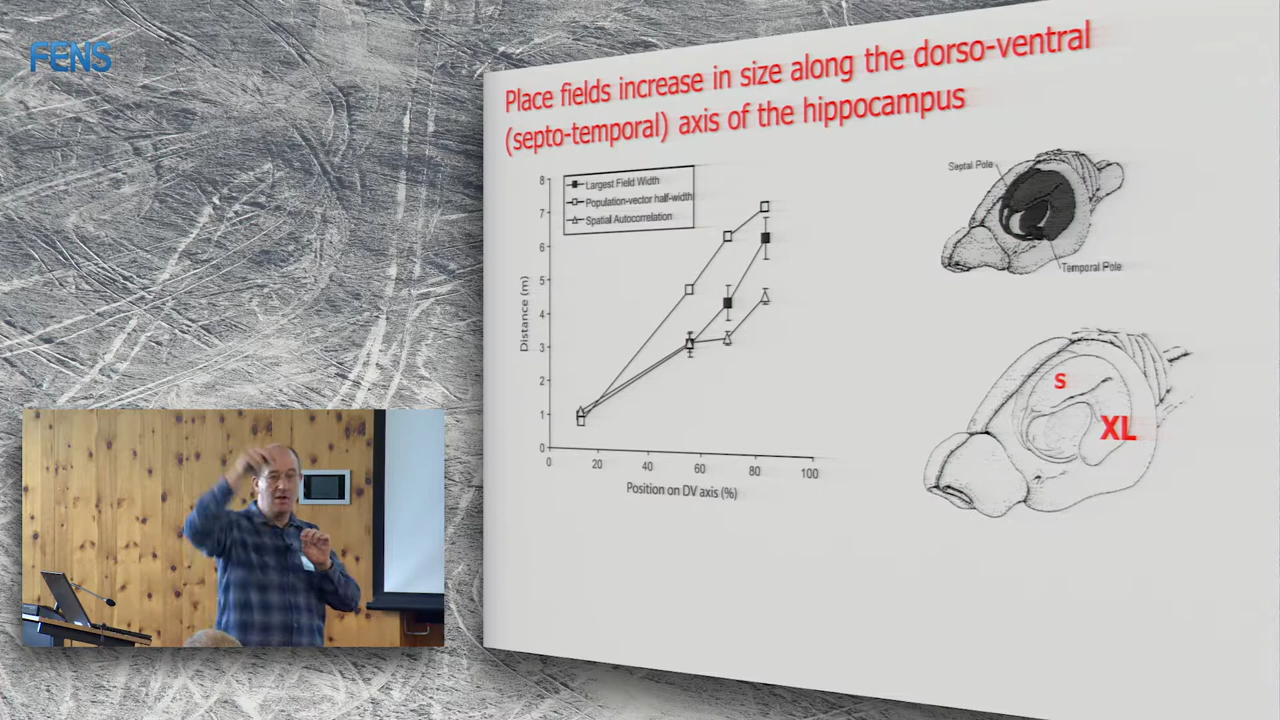 FENS
Place fields increase in size along the dorso-ventral
(septo-temporal) axis of the hippocampus
Largest Field Width
Population-vector half-width
Spatial Autocorrelation
8
7
6
5
4
3
2
1
0
Distance (m)
0 20 40 60 80 100
Position on DV axis (%)
Septal Pole
Temporal Pole
S
XL